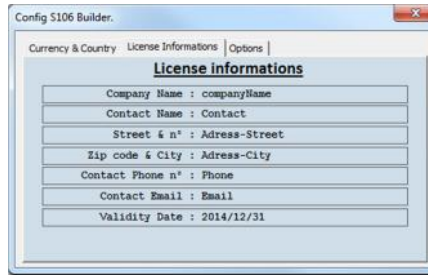 Config S106 Builder.
Currency & Country License Informations Options
License informations
Company Name : companyName
Contact Name : Contact
Street & n° : Adress-Street
Zip code & City : Adress-City
Contact Phone n° : Phone
Contact Email : Email
Validity Date : 2014/12/31